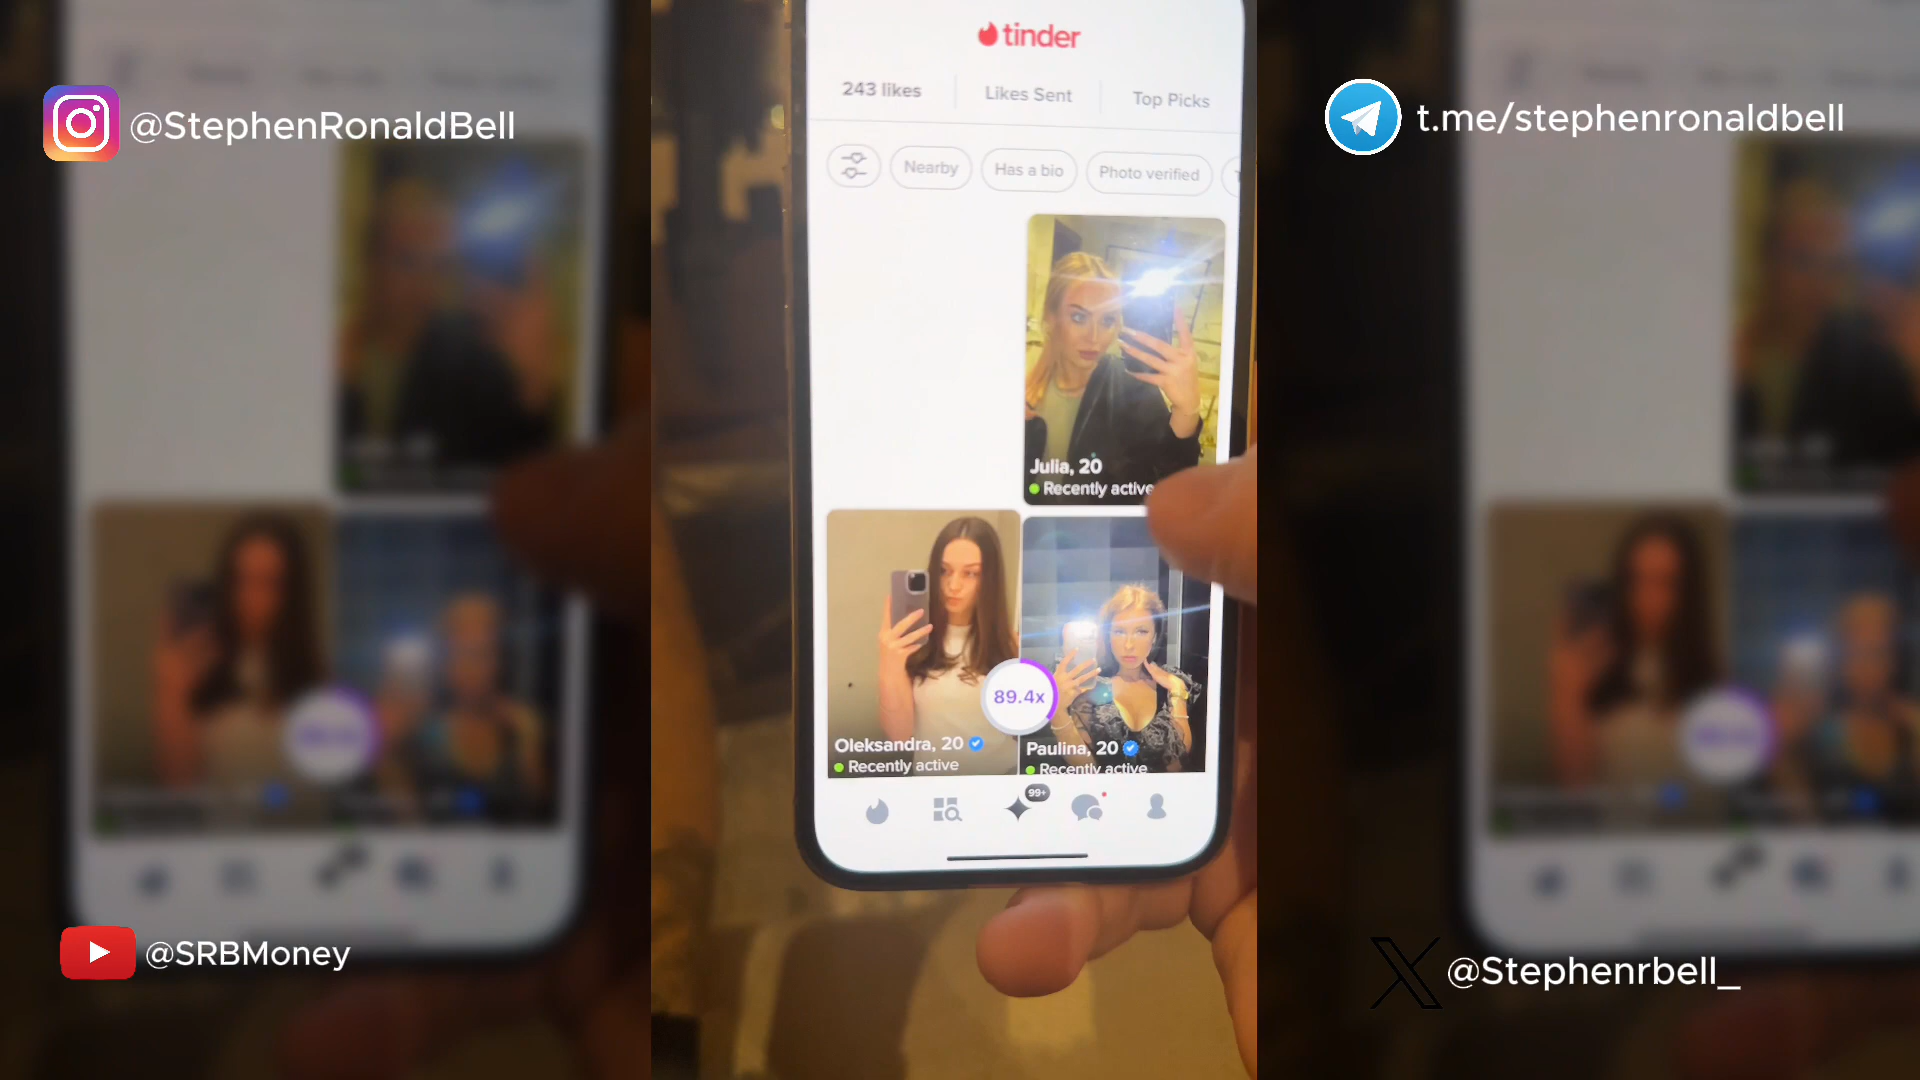 @StephenRonaldBell
t.me/stephenronaldbell
tinder
243 likes
Likes Sent
Top Picks
Nearby
Has a bio
Photo verified
Julia, 20
Recently active
Oleksandra, 20
Recently active
Paulina, 20
Recently active
89.4x
99+
@SRBMoney
@Stephenrbell_